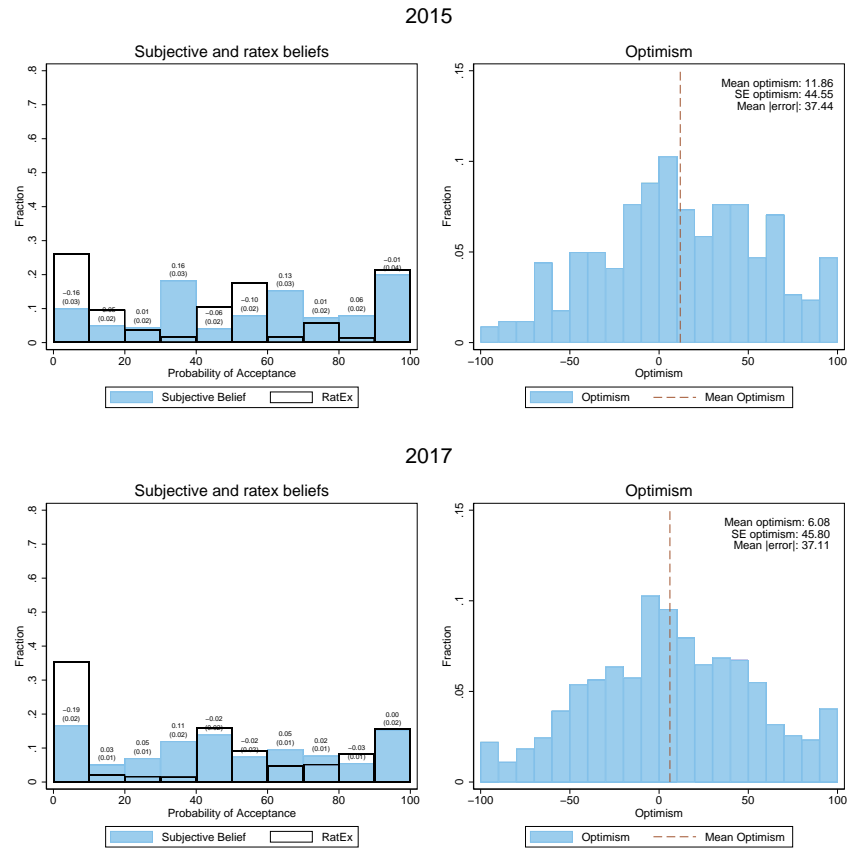 2015
Subjective and ratex beliefs
Fraction
0 .1 .2 .3 .4 .5 .6 .7 .8
−0.16 (0.03)
−0.05 (0.02)
0.01 (0.02)
0.16 (0.03)
−0.06 (0.02)
−0.10 (0.02)
0.13 (0.03)
0.01 (0.02)
0.06 (0.02)
−0.01 (0.04)
0 20 40 60 80 100
Probability of Acceptance
Subjective Belief RatEx
Optimism
Mean optimism: 11.86
SE optimism: 44.55
Mean |error|: 37.44
Fraction
0 .05 .1 .15
−100 −50 0 50 100
Optimism
Optimism Mean Optimism
2017
Subjective and ratex beliefs
Fraction
0 .1 .2 .3 .4 .5 .6 .7 .8
−0.19 (0.02)
0.03 (0.01)
0.05 (0.01)
0.11 (0.02)
−0.02
−0.02
0.05 (0.01)
0.02 (0.01)
−0.03 (0.01)
0.00 (0.02)
0 20 40 60 80 100
Probability of Acceptance
Subjective Belief RatEx
Optimism
Mean optimism: 6.08
SE optimism: 45.80
Mean |error|: 37.11
Fraction
0 .05 .1 .15
−100 −50 0 50 100
Optimism
Optimism Mean Optimism